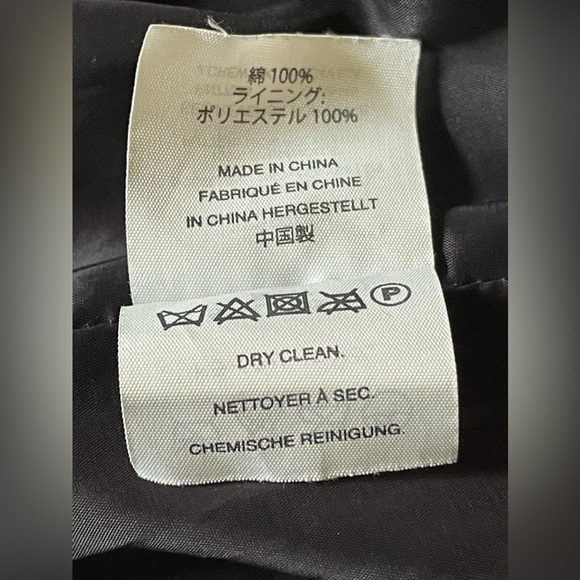 綿 100%
ライニング:
ポリエステル 100%
MADE IN CHINA
FABRIQUÉ EN CHINE
IN CHINA HERGESTELLT
中国製
P
DRY CLEAN.
NETTOYER À SEC.
CHEMISCHE REINIGUNG.